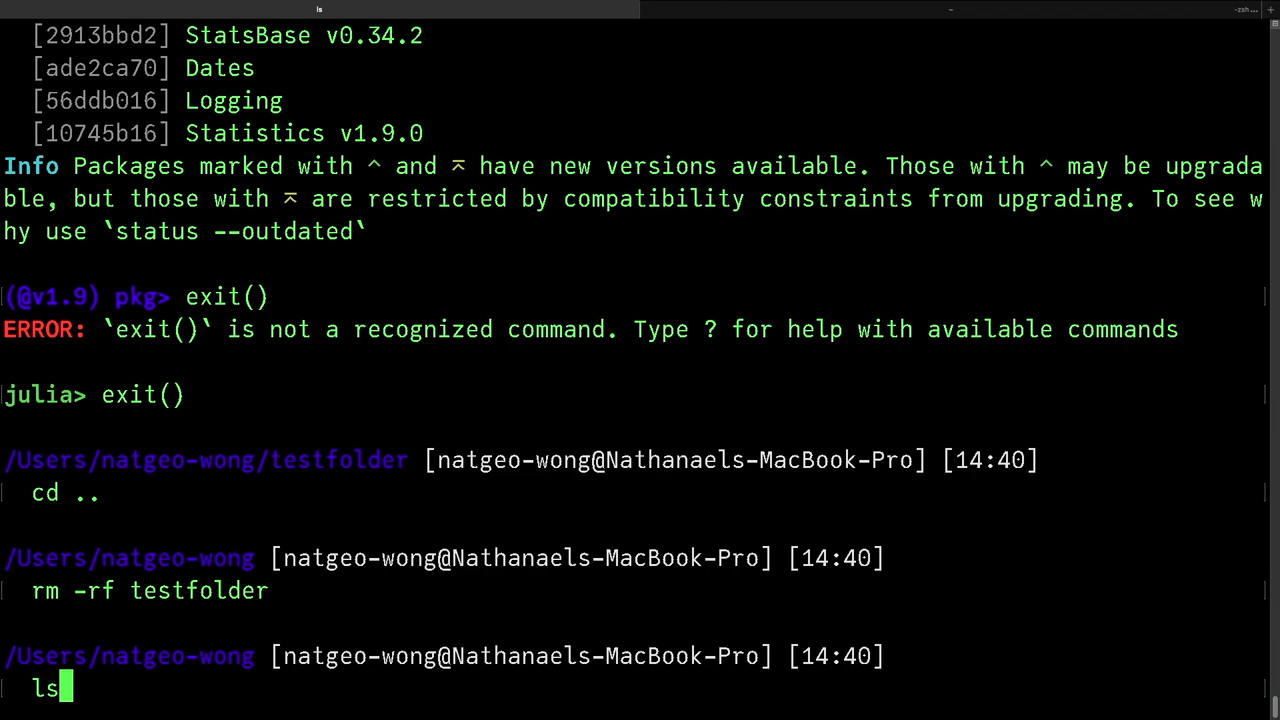 ls
~
-zsh... +
[2913bbd2] StatsBase v0.34.2
[ade2ca70] Dates
[56ddb016] Logging
[10745b16] Statistics v1.9.0
Info Packages marked with ⌃ and ⌅ have new versions available. Those with ⌃ may be upgrada
ble, but those with ⌅ are restricted by compatibility constraints from upgrading. To see w
hy use `status --outdated`
(@v1.9) pkg> exit()
ERROR: `exit()` is not a recognized command. Type ? for help with available commands
julia> exit()
/Users/natgeo-wong/testfolder [natgeo-wong@Nathanaels-MacBook-Pro] [14:40]
cd ..
/Users/natgeo-wong [natgeo-wong@Nathanaels-MacBook-Pro] [14:40]
rm -rf testfolder
/Users/natgeo-wong [natgeo-wong@Nathanaels-MacBook-Pro] [14:40]
ls